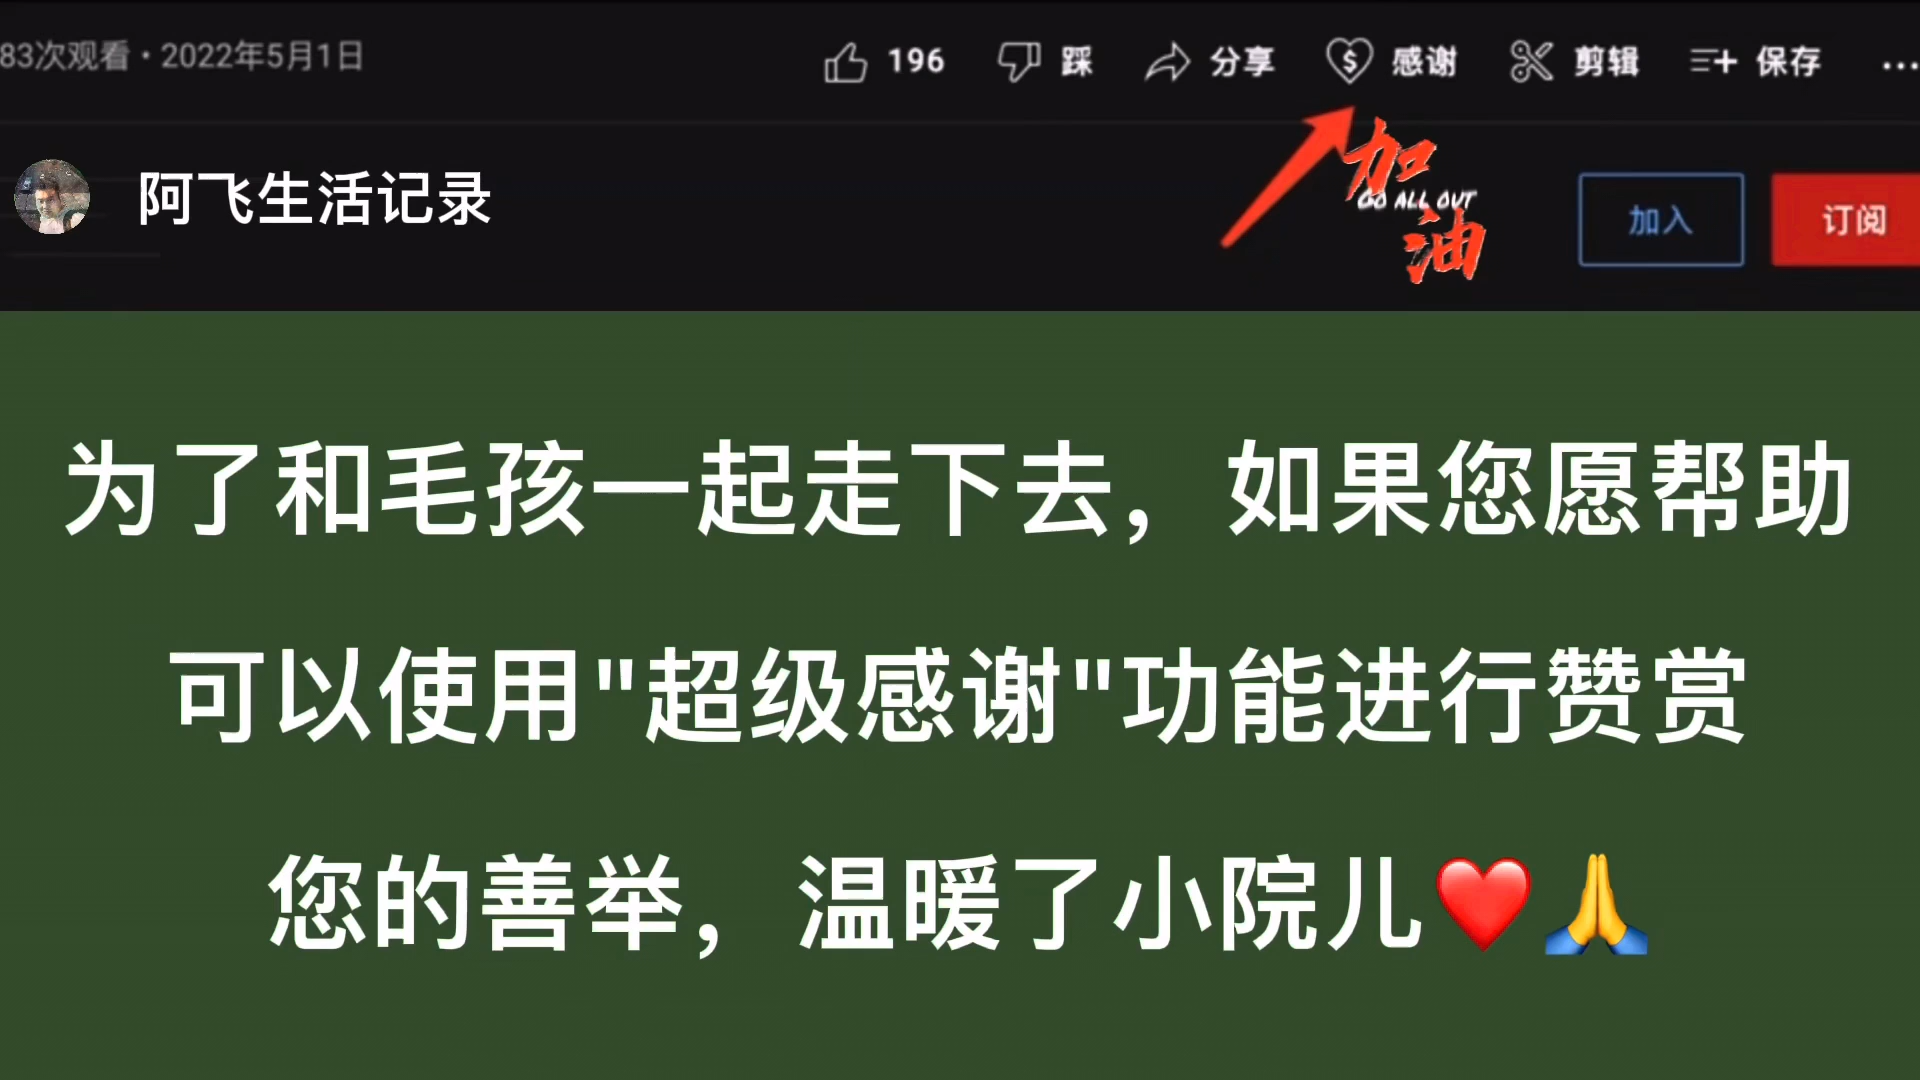 83次观看・2022年5月1日
196 踩 分享 感谢 剪辑 保存
阿飞生活记录
加油
GO ALL OUT
加入 订阅
为了和毛孩一起走下去，如果您愿帮助
可以使用"超级感谢"功能进行赞赏
您的善举，温暖了小院儿❤️🙏